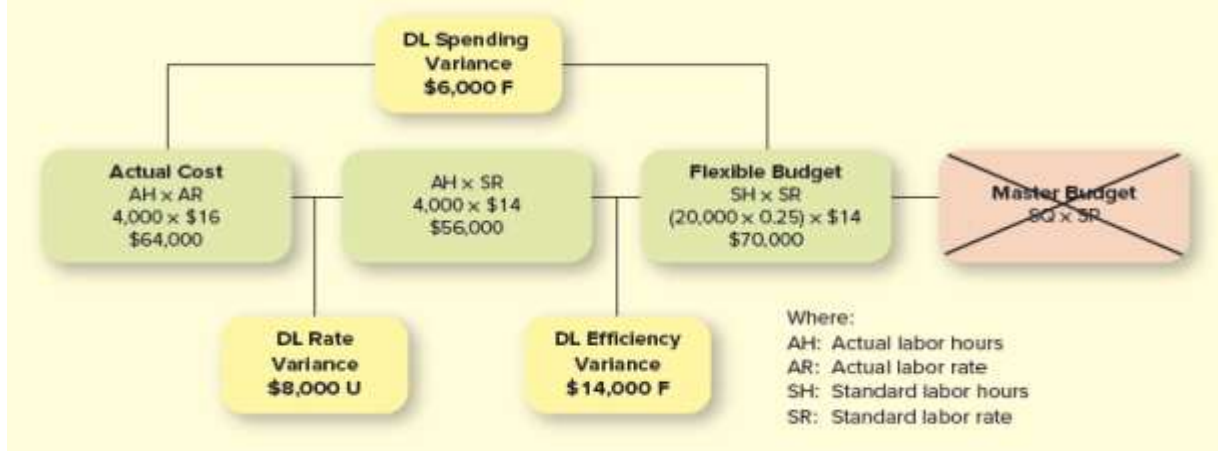 DL Spending
Variance
$6,000 F
Actual Cost
AH × AR
4,000 × $16
$64,000
AH × SR
4,000 × $14
$56,000
Flexible Budget
SH × SR
(20,000 × 0.25) × $14
$70,000
Master Budget
SQ × SP
DL Rate
Variance
$8,000 U
DL Efficiency
Variance
$14,000 F
Where:
AH: Actual labor hours
AR: Actual labor rate
SH: Standard labor hours
SR: Standard labor rate